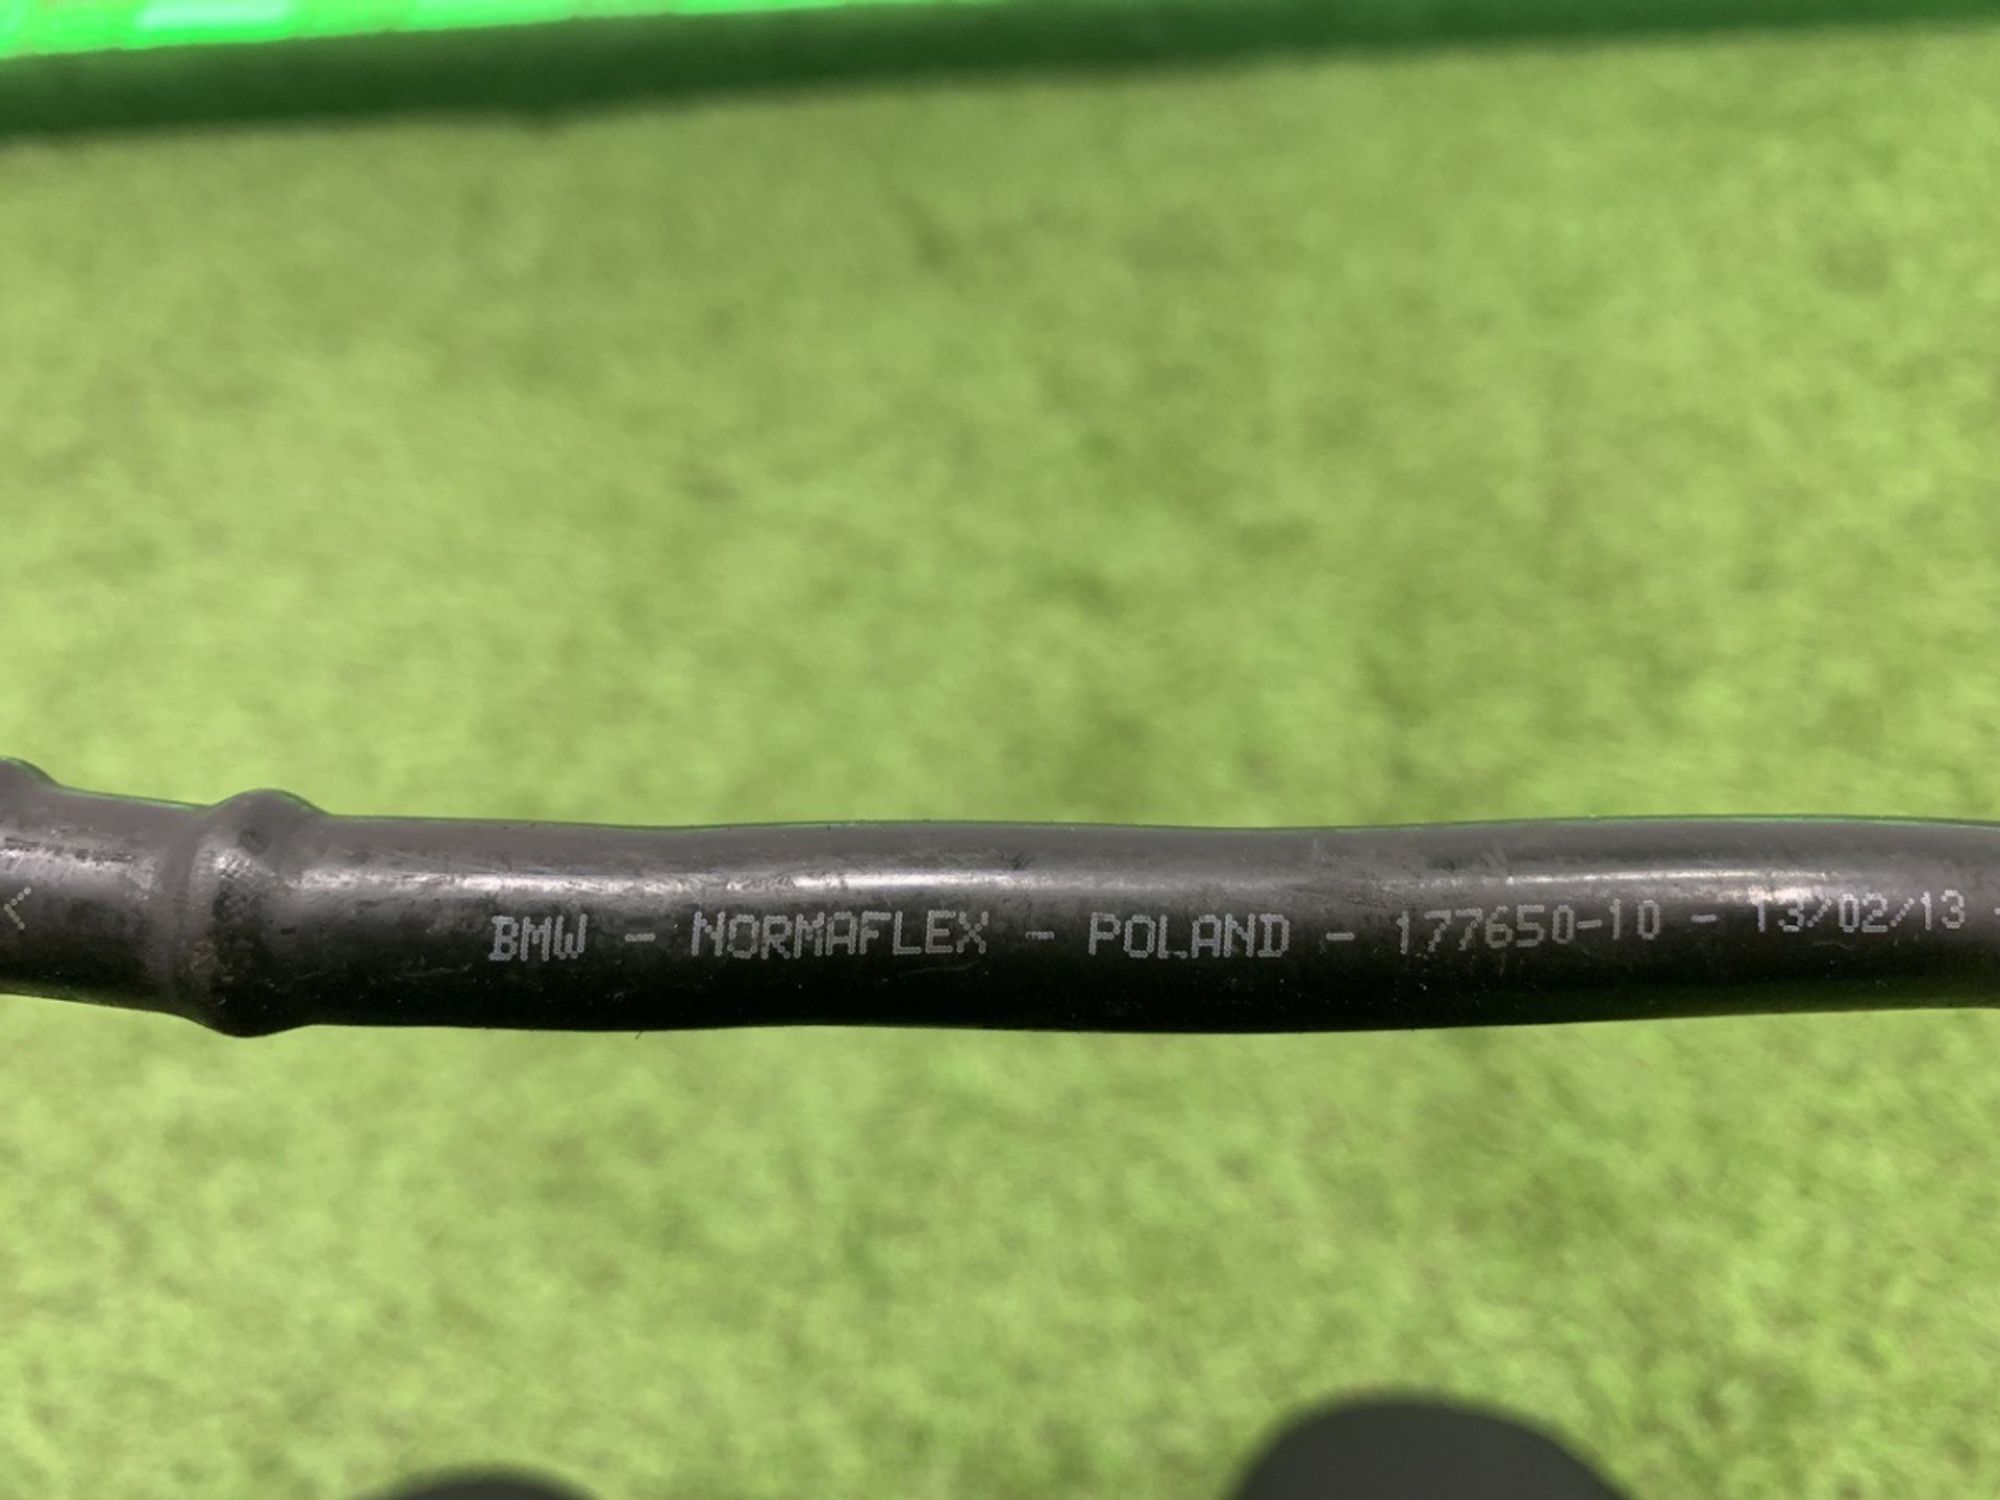 BMW - NORMAFLEX - POLAND - 177650-10 - 13/02/13 -